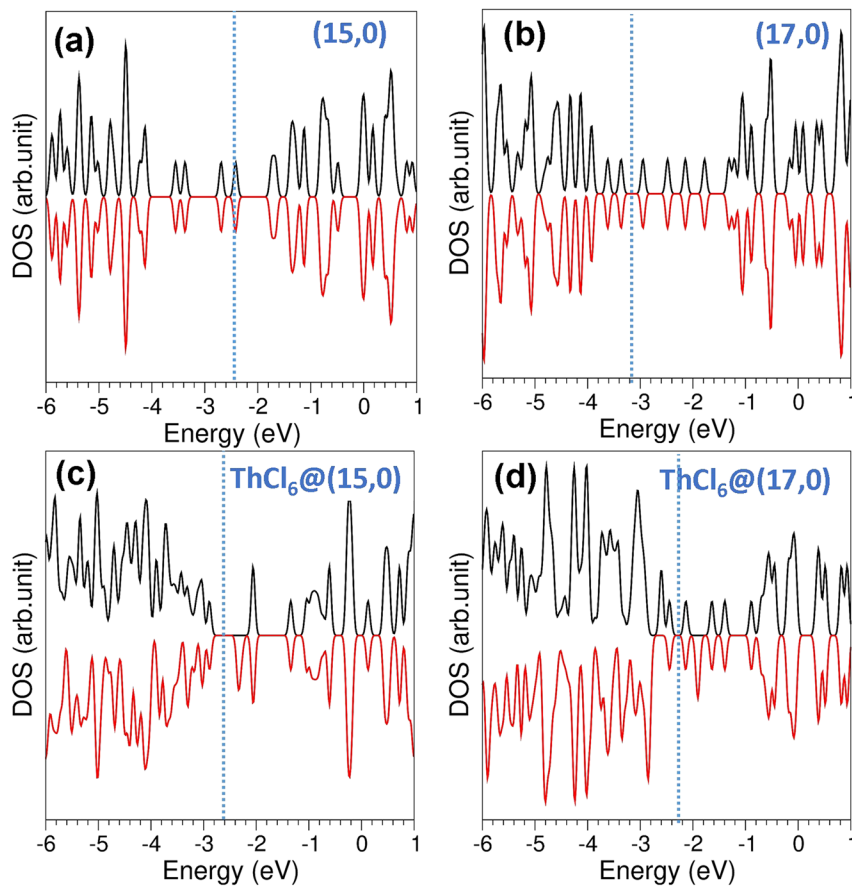 (a) (15,0)
DOS (arb.unit)
-6 -5 -4 -3 -2 -1 0 1
Energy (eV)
(b) (17,0)
DOS (arb.unit)
-6 -5 -4 -3 -2 -1 0 1
Energy (eV)
(c) ThCl₆@(15,0)
DOS (arb.unit)
-6 -5 -4 -3 -2 -1 0 1
Energy (eV)
(d) ThCl₆@(17,0)
DOS (arb.unit)
-6 -5 -4 -3 -2 -1 0 1
Energy (eV)